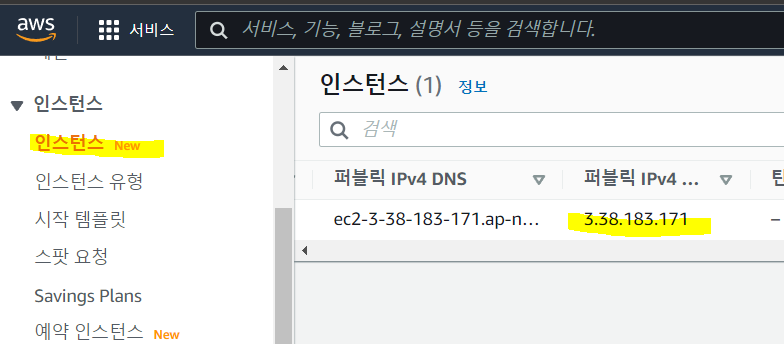 aws 서비스 서비스, 기능, 블로그, 설명서 등을 검색합니다.
인스턴스
인스턴스 New
인스턴스 유형
시작 템플릿
스팟 요청
Savings Plans
예약 인스턴스 New
인스턴스 (1) 정보
검색
퍼블릭 IPv4 DNS 퍼블릭 IPv4 ...
ec2-3-38-183-171.ap-n... 3.38.183.171 –